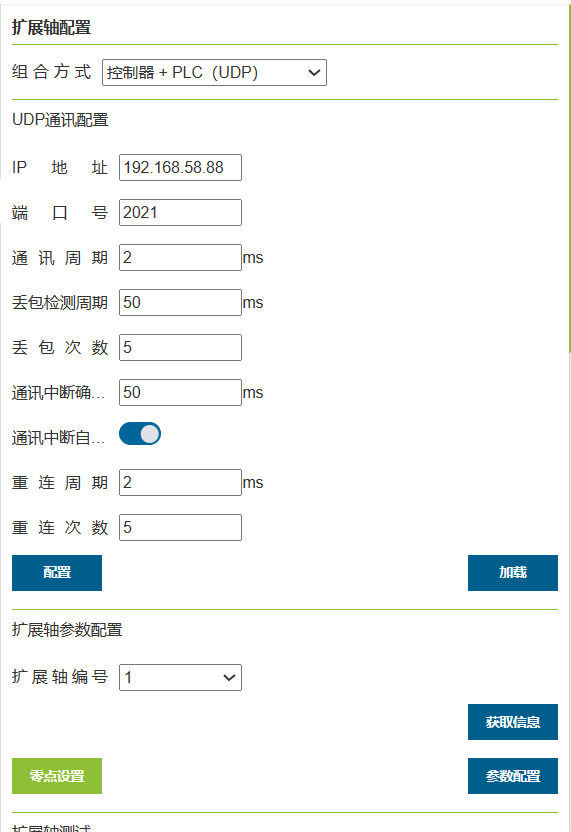 扩展轴配置
组合方式 控制器 + PLC（UDP）
UDP通讯配置
IP 地 址 192.168.58.88
端 口 号 2021
通 讯 周 期 2 ms
丢包检测周期 50 ms
丢 包 次 数 5
通讯中断确... 50 ms
通讯中断自...
重 连 周 期 2 ms
重 连 次 数 5
配置 加载
扩展轴参数配置
扩展轴编号 1
获取信息
零点设置 参数配置
扩展轴测试